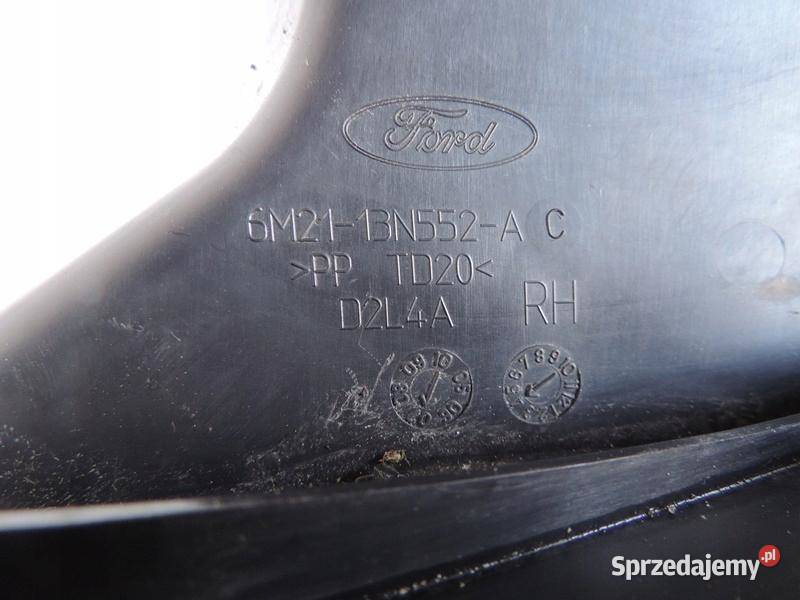 Ford
6M21-13N552-A C
>PP TD20<
D2L4A RH
Sprzedajemy.pl